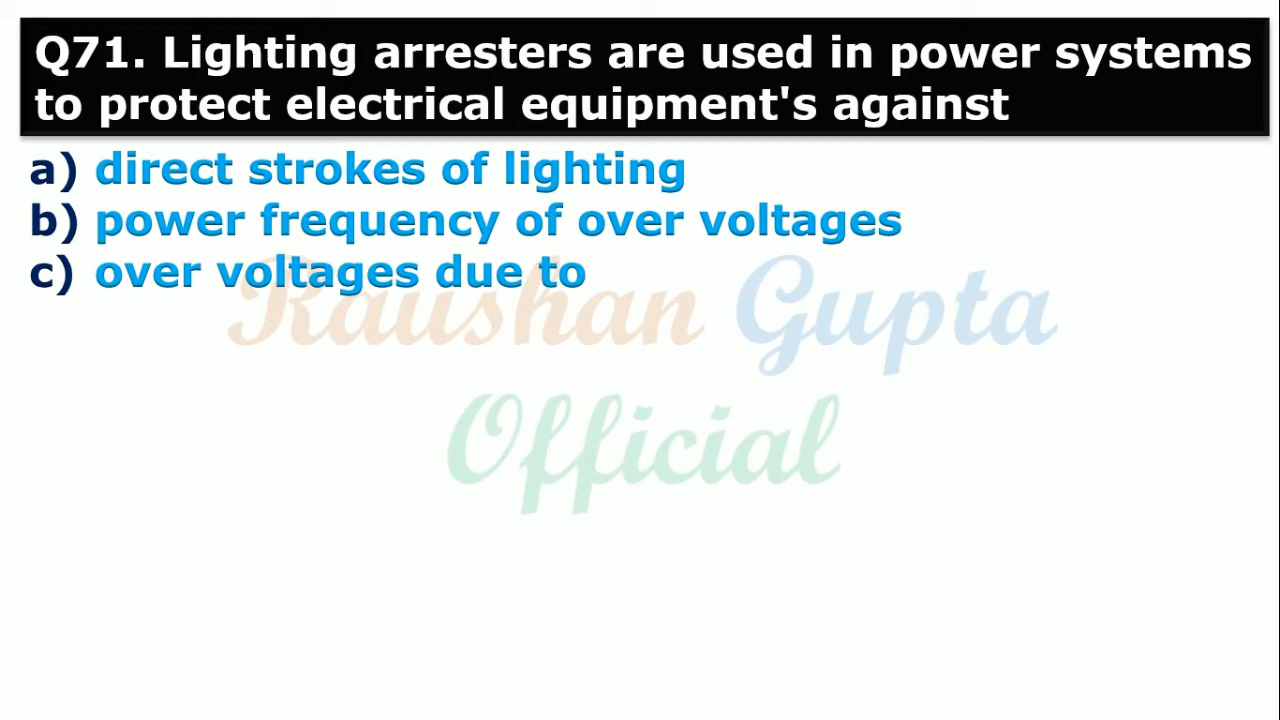 Q71. Lighting arresters are used in power systems
to protect electrical equipment's against
a) direct strokes of lighting
b) power frequency of over voltages
c) over voltages due to
Raushan Gupta
Official